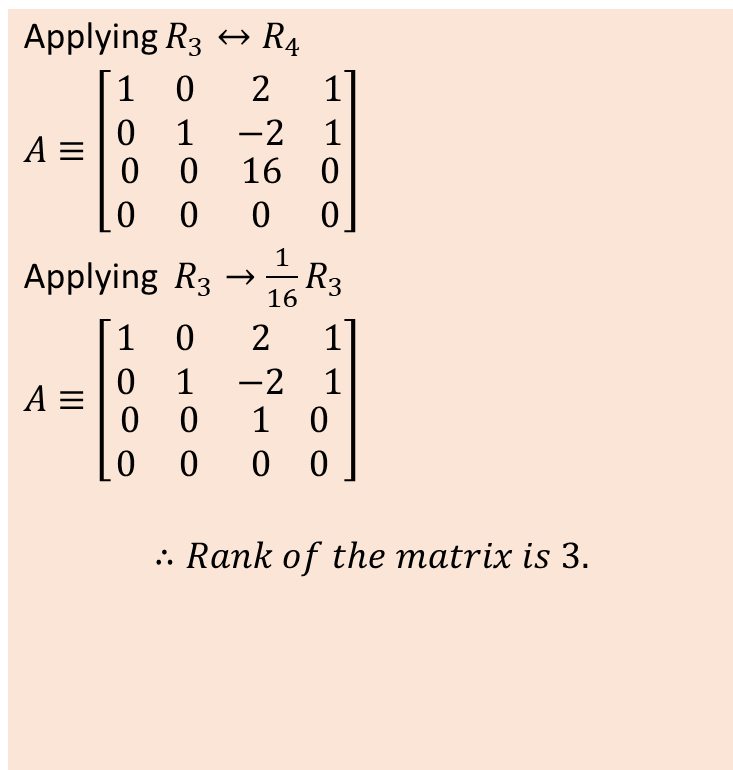 Applying R₃ ↔ R₄
A ≡ [1 0 2 1
0 1 −2 1
0 0 16 0
0 0 0 0]
Applying R₃ → 1/16 R₃
A ≡ [1 0 2 1
0 1 −2 1
0 0 1 0
0 0 0 0]
∴ Rank of the matrix is 3.